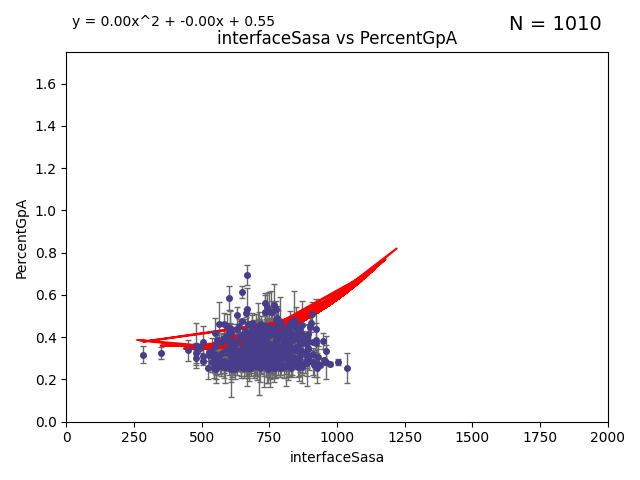 y = 0.00x^2 + -0.00x + 0.55
N = 1010
interfaceSasa vs PercentGpA
1.6
1.4
1.2
1.0
0.8
0.6
0.4
0.2
0.0
PercentGpA
0 250 500 750 1000 1250 1500 1750 2000
interfaceSasa